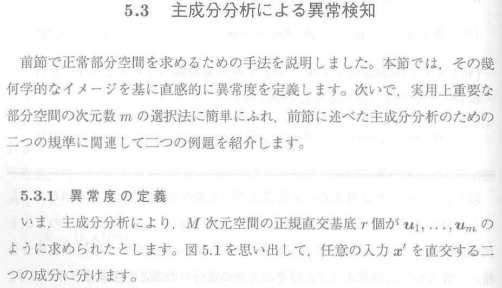 5.3 主成分分析による異常検知
前節で正常部分空間を求めるための手法を説明しました。本節では，その幾
何学的なイメージを基に直感的に異常度を定義します。次いで，実用上重要な
部分空間の次元数 m の選択法に簡単にふれ，前節に述べた主成分分析のための
二つの規準に関連して二つの例題を紹介します。
5.3.1 異常度の定義
いま，主成分分析により，M 次元空間の正規直交基底 r 個が u₁, ..., uₘ の
ように求められたとします。図 5.1 を思い出して，任意の入力 x′ を直交する二
つの成分に分けます。